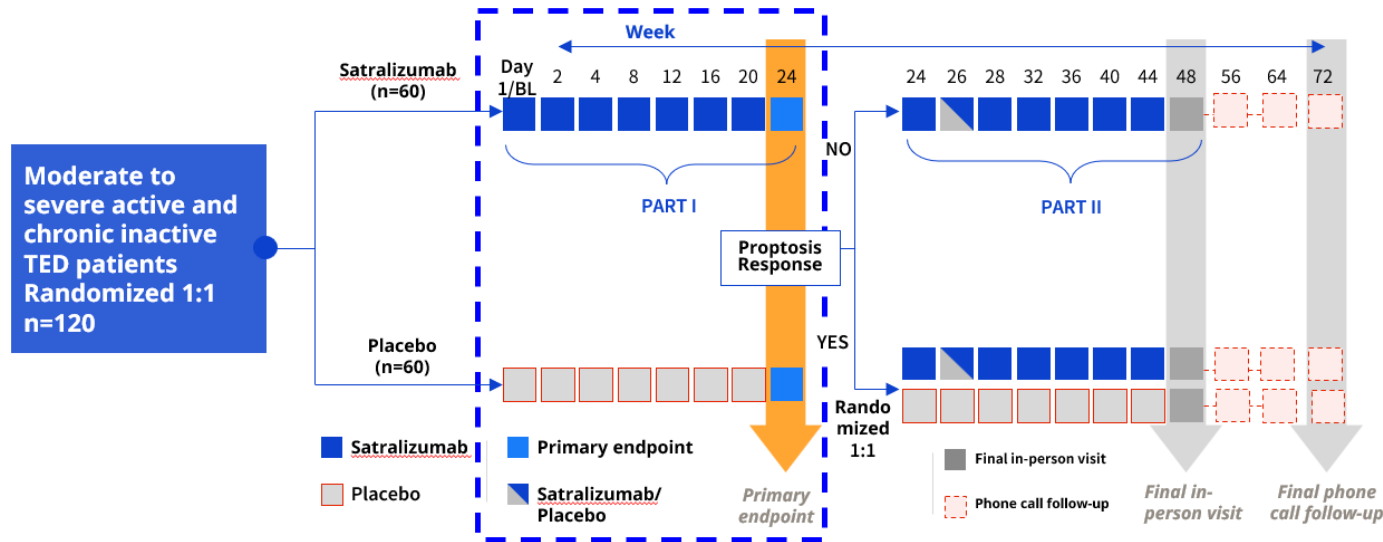 Moderate to
severe active and
chronic inactive
TED patients
Randomized 1:1
n=120
Satralizumab
(n=60)
Placebo
(n=60)
Week
Day
1/BL
2 4 8 12 16 20 24
PART I
Proptosis
Response
NO
YES
Rando
mized
1:1
24 26 28 32 36 40 44 48 56 64 72
PART II
Satralizumab
Placebo
Primary endpoint
Satralizumab/
Placebo
Primary
endpoint
Final in-person visit
Phone call follow-up
Final in-
person visit
Final phone
call follow-up